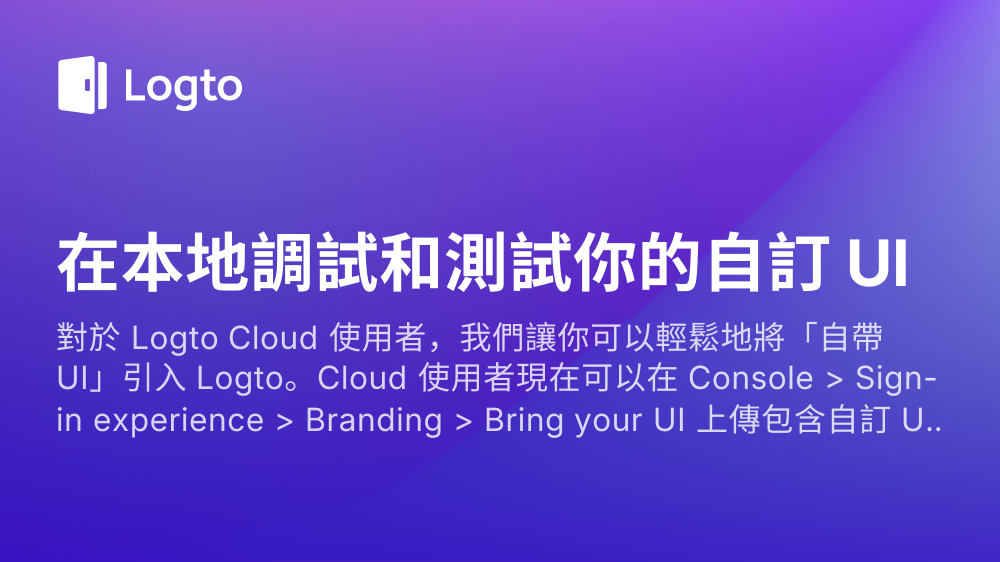 Logto
在本地調試和測試你的自訂 UI
對於 Logto Cloud 使用者，我們讓你可以輕鬆地將「自帶
UI」引入 Logto。Cloud 使用者現在可以在 Console > Sign-
in experience > Branding > Bring your UI 上傳包含自訂 U..